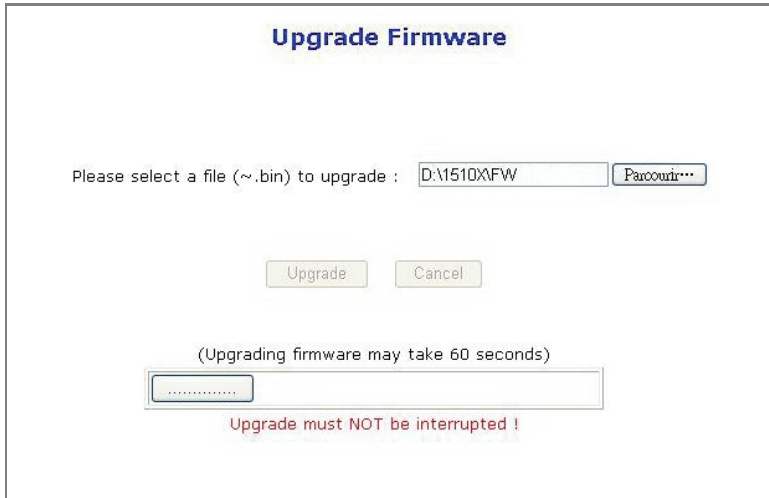 Upgrade Firmware
Please select a file (~.bin) to upgrade : D:\1510X\FW Parcourir...
Upgrade Cancel
(Upgrading firmware may take 60 seconds)
..............
Upgrade must NOT be interrupted !